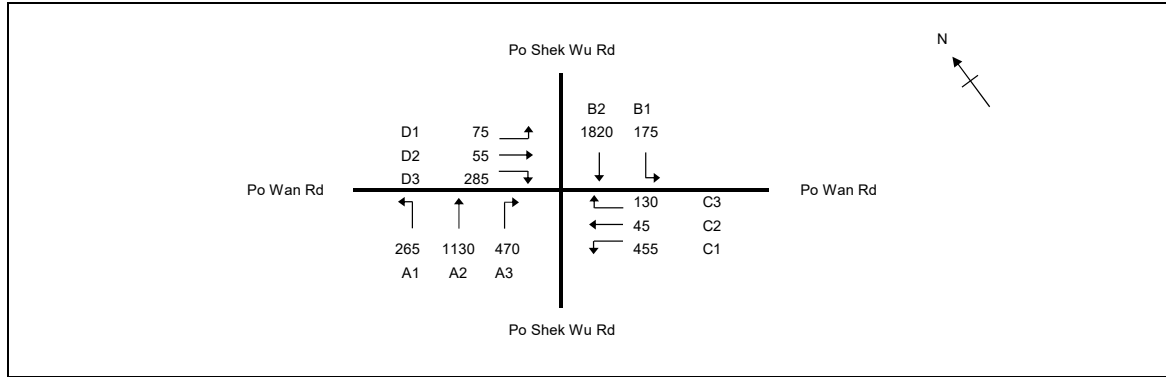 N
Po Shek Wu Rd
B2 B1
D1 75 1820 175
D2 55
D3 285
Po Wan Rd Po Wan Rd
130 C3
45 C2
265 1130 470 455 C1
A1 A2 A3
Po Shek Wu Rd